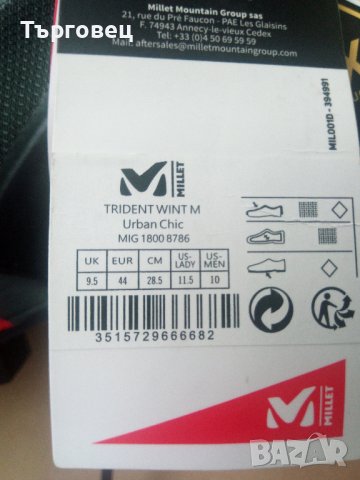 Търговец
Millet Mountain Group sas
21, rue du Pré Faucon - PAE Les Glaisins
F. 74943 Annecy-le-vieux Cedex
Tel: +33(0)4 50 69 59 59
Mail: aftersales@milletmountaingroup.com
MIL001D - 394991
MILLET
TRIDENT WINT M
Urban Chic
MIG 1800 8786
UK EUR CM US-LADY US-MEN
9.5 44 28.5 11.5 10
3515729666682
MILLET
BAZAR